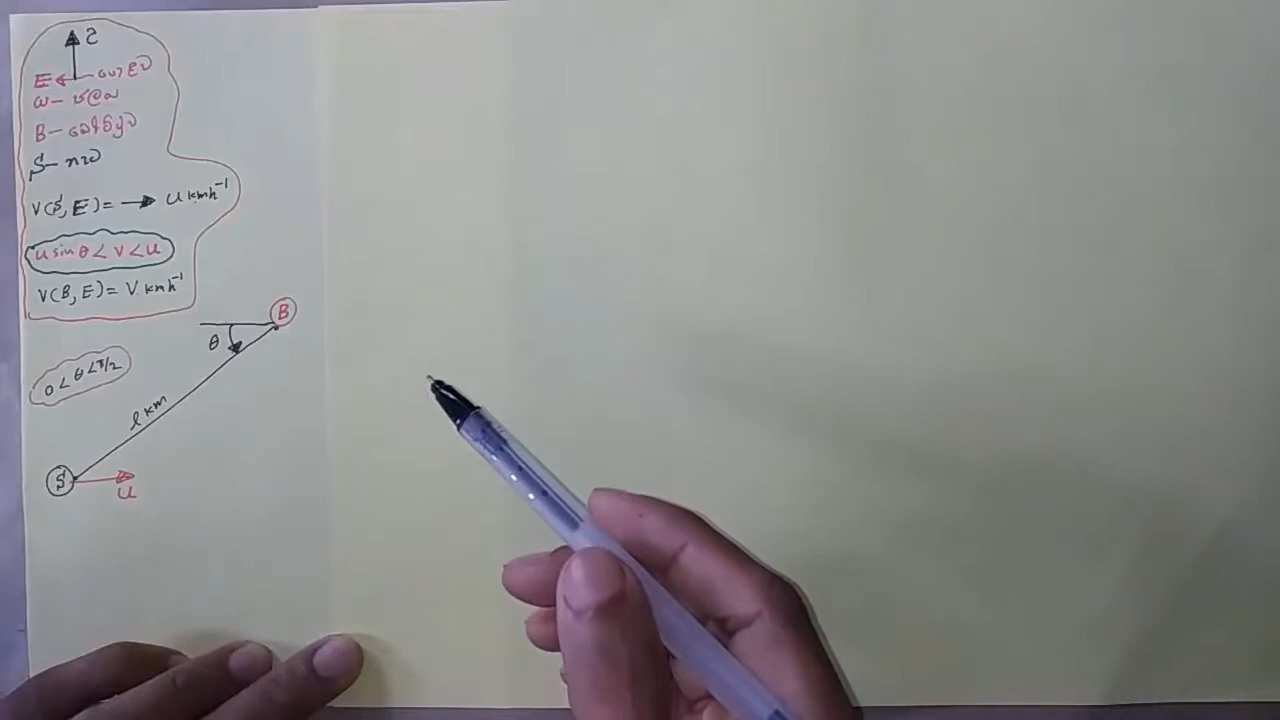 E
W -
B - බෝට්ටුව
S - නැව
V(S, E) = → u kmh⁻¹
u sin θ < v < u
V(B, E) = V kmh⁻¹
B
θ
0 < θ < π/2
l km
S
u